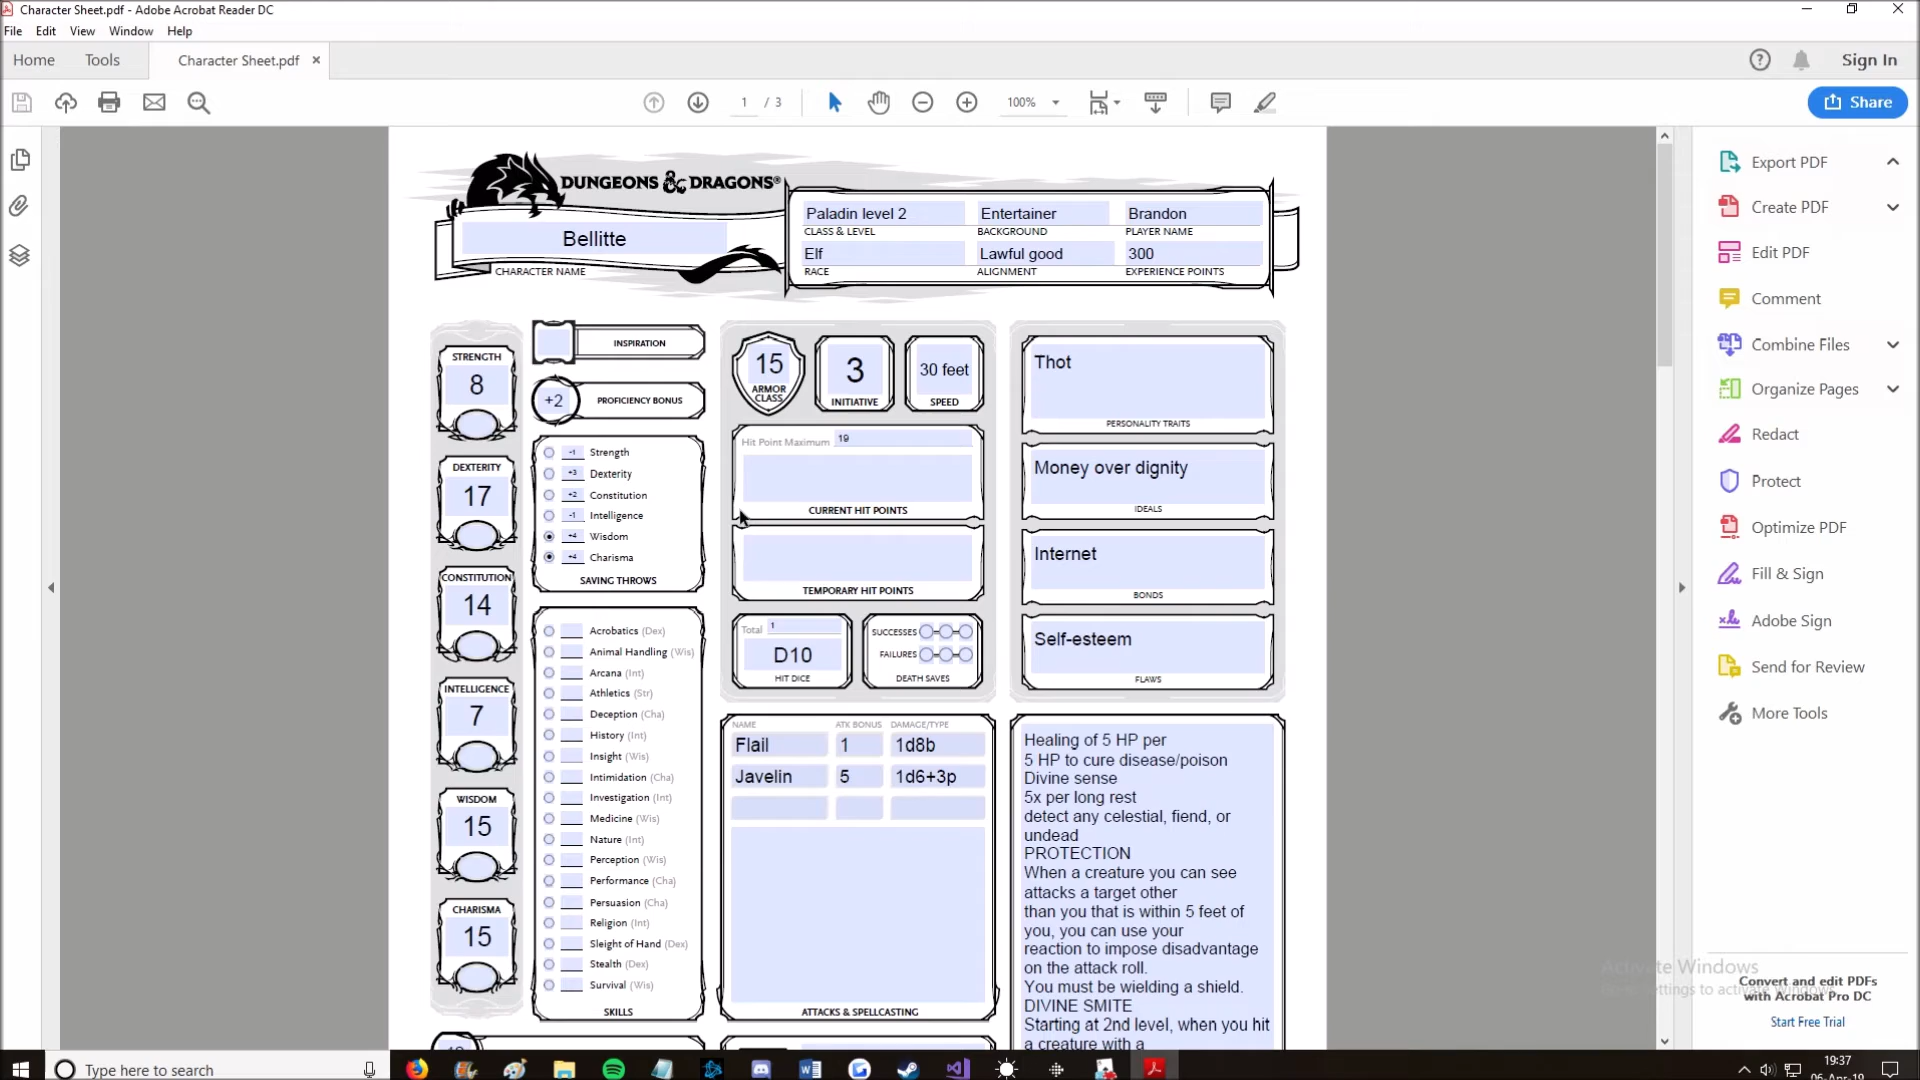 Character Sheet.pdf - Adobe Acrobat Reader DC
File Edit View Window Help
Home Tools Character Sheet.pdf × Sign In
1 / 3 100% Share
DUNGEONS & DRAGONS®
Bellitte
CHARACTER NAME
Paladin level 2 Entertainer Brandon
CLASS & LEVEL BACKGROUND PLAYER NAME
Elf Lawful good 300
RACE ALIGNMENT EXPERIENCE POINTS
STRENGTH
8
DEXTERITY
17
CONSTITUTION
14
INTELLIGENCE
7
WISDOM
15
CHARISMA
15
INSPIRATION
+2 PROFICIENCY BONUS
-1 Strength
+3 Dexterity
+2 Constitution
-1 Intelligence
+4 Wisdom
+4 Charisma
SAVING THROWS
Acrobatics (Dex)
Animal Handling (Wis)
Arcana (Int)
Athletics (Str)
Deception (Cha)
History (Int)
Insight (Wis)
Intimidation (Cha)
Investigation (Int)
Medicine (Wis)
Nature (Int)
Perception (Wis)
Performance (Cha)
Persuasion (Cha)
Religion (Int)
Sleight of Hand (Dex)
Stealth (Dex)
Survival (Wis)
SKILLS
15
ARMOR
CLASS
3
INITIATIVE
30 feet
SPEED
Hit Point Maximum 19
CURRENT HIT POINTS
TEMPORARY HIT POINTS
Total 1
D10
HIT DICE
SUCCESSES
FAILURES
DEATH SAVES
NAME ATK BONUS DAMAGE/TYPE
Flail 1 1d8b
Javelin 5 1d6+3p
ATTACKS & SPELLCASTING
Thot
PERSONALITY TRAITS
Money over dignity
IDEALS
Internet
BONDS
Self-esteem
FLAWS
Healing of 5 HP per
5 HP to cure disease/poison
Divine sense
5x per long rest
detect any celestial, fiend, or
undead
PROTECTION
When a creature you can see
attacks a target other
than you that is within 5 feet of
you, you can use your
reaction to impose disadvantage
on the attack roll.
You must be wielding a shield.
DIVINE SMITE
Starting at 2nd level, when you hit
a creature with a
Export PDF
Create PDF
Edit PDF
Comment
Combine Files
Organize Pages
Redact
Protect
Optimize PDF
Fill & Sign
Adobe Sign
Send for Review
More Tools
Activate Windows
Convert and edit PDFs
with Acrobat Pro DC
Start Free Trial
Type here to search
19:37
06-Apr-19